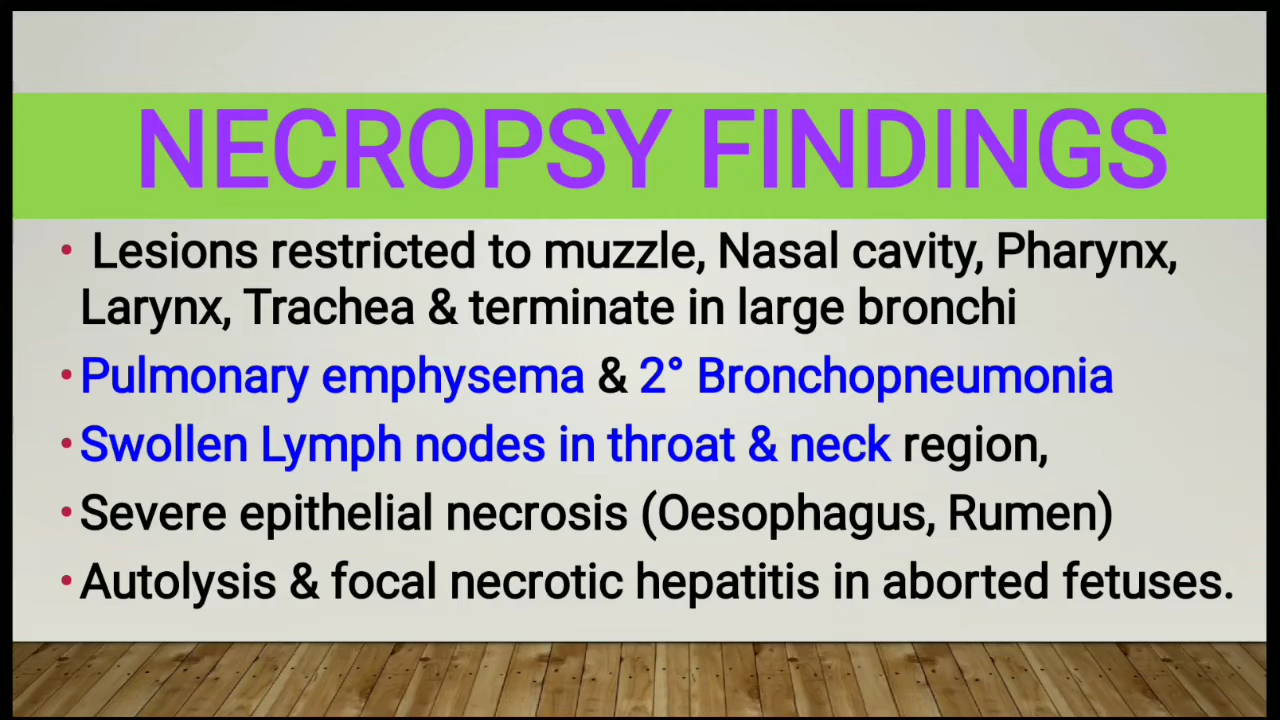 NECROPSY FINDINGS
• Lesions restricted to muzzle, Nasal cavity, Pharynx,
Larynx, Trachea & terminate in large bronchi
• Pulmonary emphysema & 2° Bronchopneumonia
• Swollen Lymph nodes in throat & neck region,
• Severe epithelial necrosis (Oesophagus, Rumen)
• Autolysis & focal necrotic hepatitis in aborted fetuses.